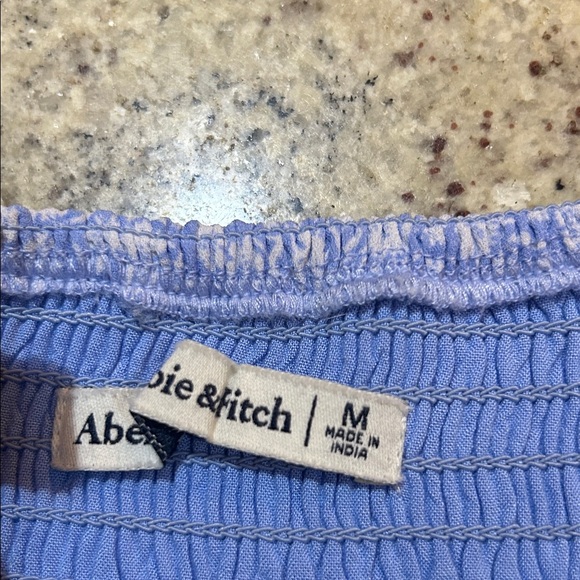 Abe
bie & Fitch | M
MADE IN
INDIA